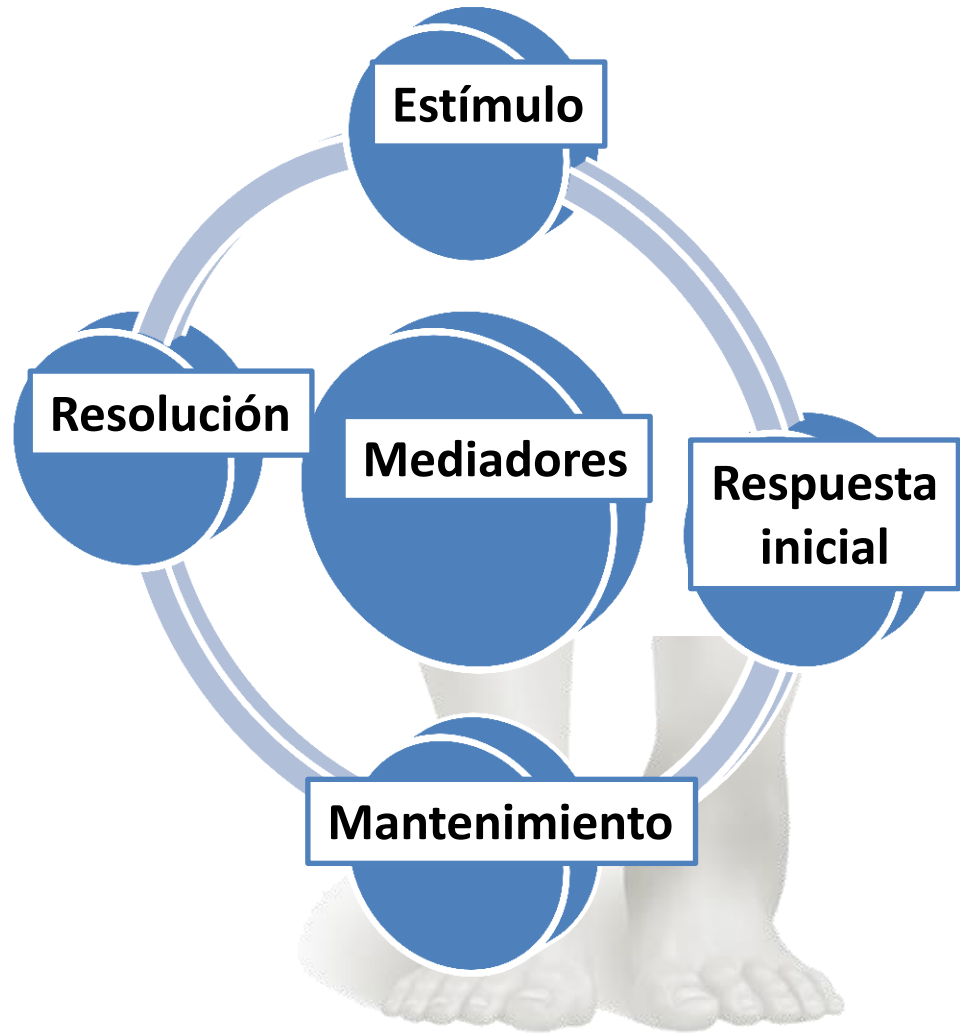 Estímulo
Resolución
Mediadores
Respuesta
inicial
Mantenimiento